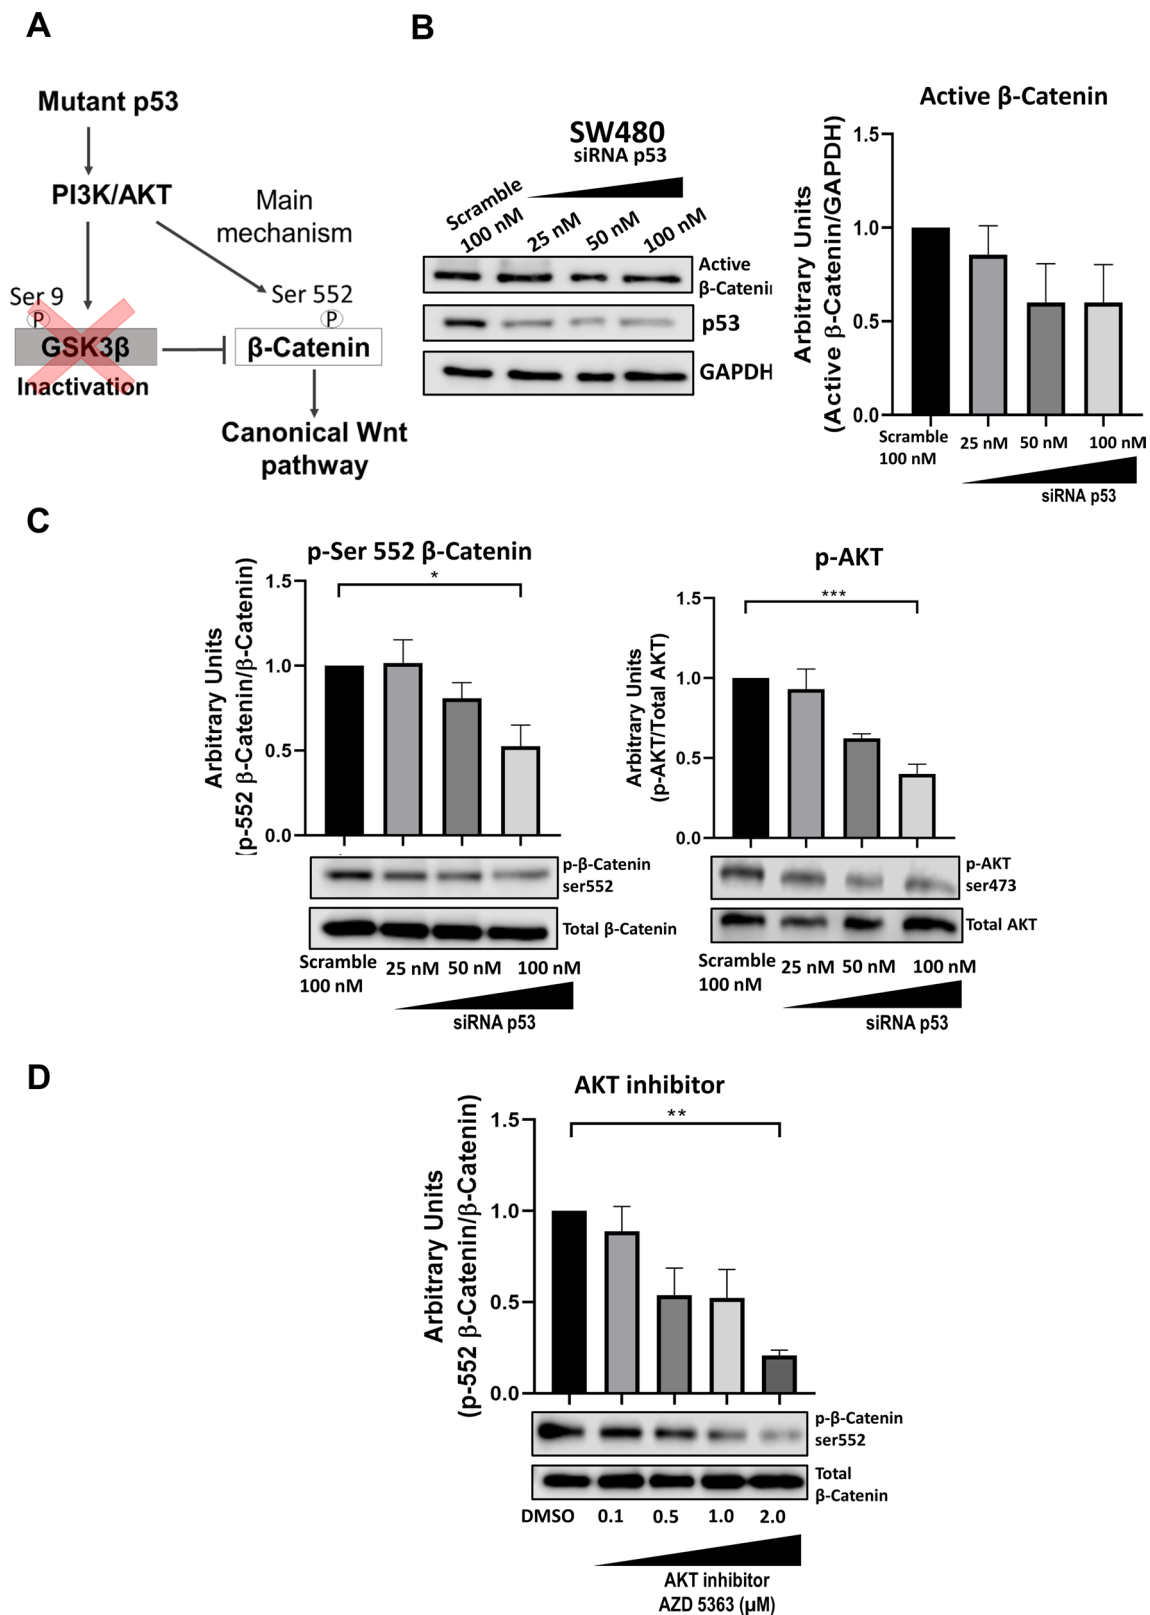 A
Mutant p53
PI3K/AKT
Main
mechanism
Ser 9
P
GSK3β
Inactivation
Ser 552
P
β-Catenin
Canonical Wnt
pathway
B
SW480
siRNA p53
Scramble
100 nM
25 nM
50 nM
100 nM
Active
β-Cateni
p53
GAPDH
Active β-Catenin
Arbitrary Units
(Active β-Catenin/GAPDH)
1.5
1.0
0.5
0.0
Scramble
100 nM
25 nM
50 nM
100 nM
siRNA p53
C
p-Ser 552 β-Catenin
*
Arbitrary Units
(p-552 β-Catenin/β-Catenin)
1.5
1.0
0.5
0.0
p-β-Catenin
ser552
Total β-Catenin
Scramble
100 nM
25 nM
50 nM
100 nM
siRNA p53
p-AKT
***
Arbitrary Units
(p-AKT/Total AKT)
1.5
1.0
0.5
0.0
p-AKT
ser473
Total AKT
Scramble
100 nM
25 nM
50 nM
100 nM
siRNA p53
D
AKT inhibitor
**
Arbitrary Units
(p-552 β-Catenin/β-Catenin)
1.5
1.0
0.5
0.0
p-β-Catenin
ser552
Total
β-Catenin
DMSO
0.1
0.5
1.0
2.0
AKT inhibitor
AZD 5363 (µM)